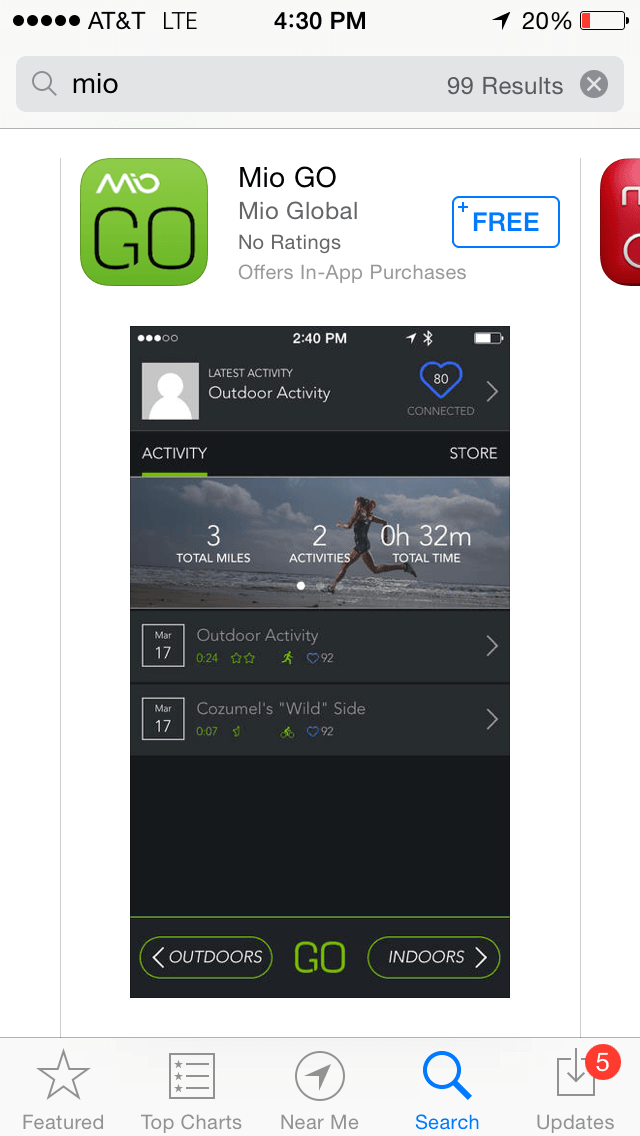 AT&T LTE 4:30 PM 20%
mio 99 Results
MiO
GO
Mio GO
Mio Global
No Ratings
Offers In-App Purchases
+ FREE
2:40 PM
LATEST ACTIVITY
Outdoor Activity
80
CONNECTED
ACTIVITY STORE
3 2 0h 32m
TOTAL MILES ACTIVITIES TOTAL TIME
Mar
17
Outdoor Activity
0:24 92
Mar
17
Cozumel's "Wild" Side
0:07 92
OUTDOORS GO INDOORS
5
Featured Top Charts Near Me Search Updates